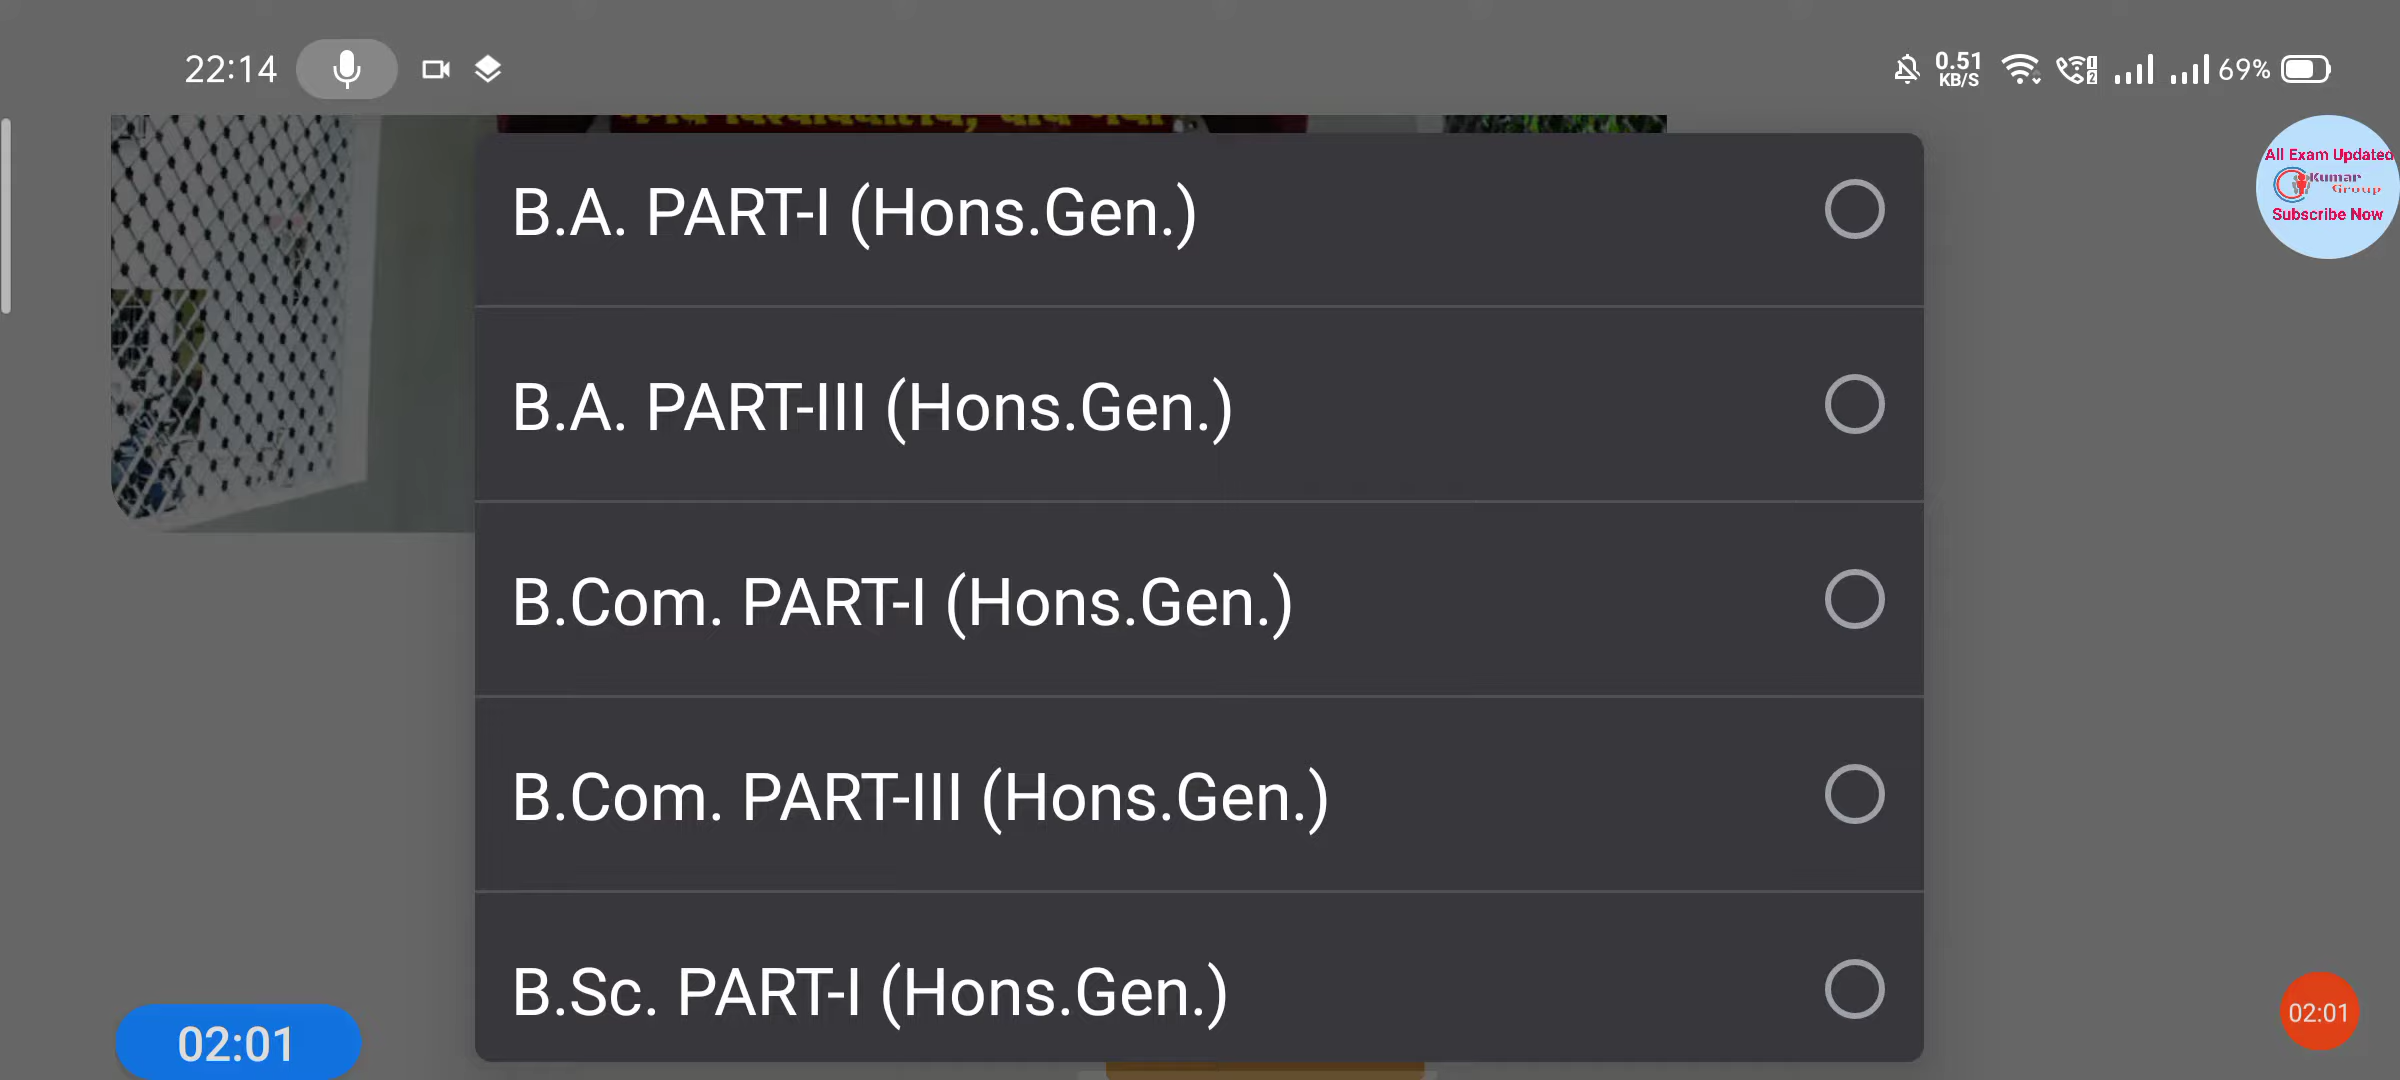 22:14
0.51
KB/S
69%
All Exam Updated
Kumar
Group
Subscribe Now
B.A. PART-I (Hons.Gen.)
B.A. PART-III (Hons.Gen.)
B.Com. PART-I (Hons.Gen.)
B.Com. PART-III (Hons.Gen.)
B.Sc. PART-I (Hons.Gen.)
02:01
02:01